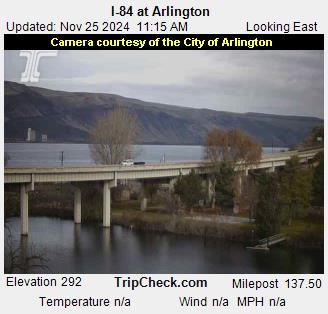 I-84 at Arlington
Updated: Nov 25 2024 11:15 AM Looking East
Camera courtesy of the City of Arlington
Elevation 292 TripCheck.com Milepost 137.50
Temperature n/a Wind n/a MPH n/a